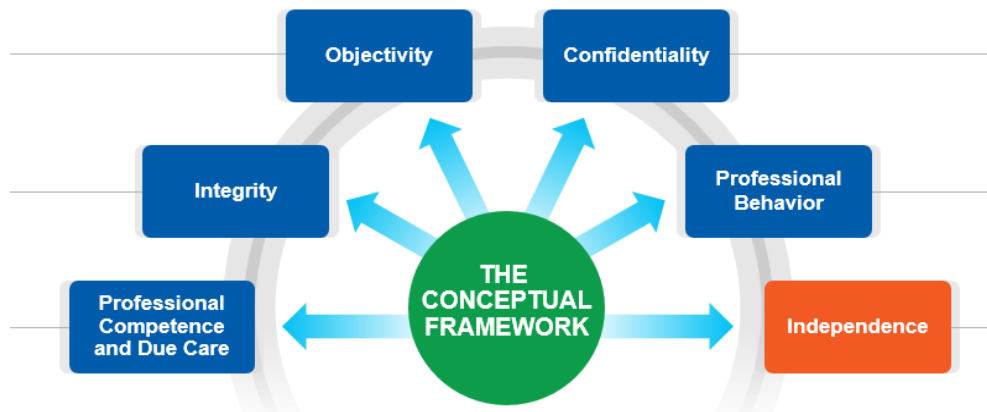 Objectivity
Confidentiality
Integrity
Professional
Behavior
THE
CONCEPTUAL
FRAMEWORK
Professional
Competence
and Due Care
Independence